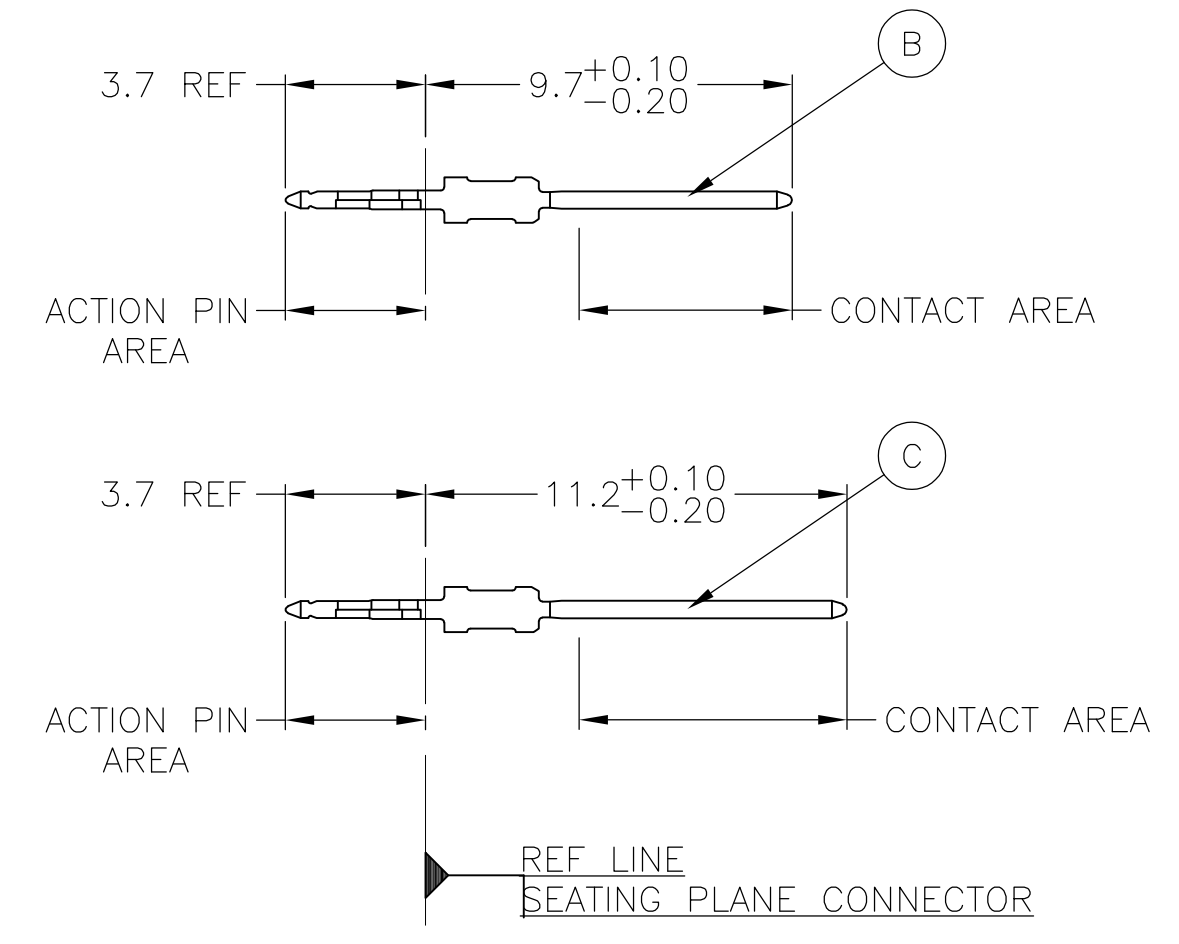 B
3.7 REF
9.7 +0.10 -0.20
ACTION PIN
AREA
CONTACT AREA
C
3.7 REF
11.2 +0.10 -0.20
ACTION PIN
AREA
CONTACT AREA
REF LINE
SEATING PLANE CONNECTOR